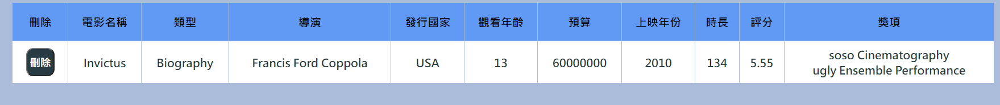 刪除 電影名稱 類型 導演 發行國家 觀看年齡 預算 上映年份 時長 評分 獎項
刪除 Invictus Biography Francis Ford Coppola USA 13 60000000 2010 134 5.55 soso Cinematography
ugly Ensemble Performance